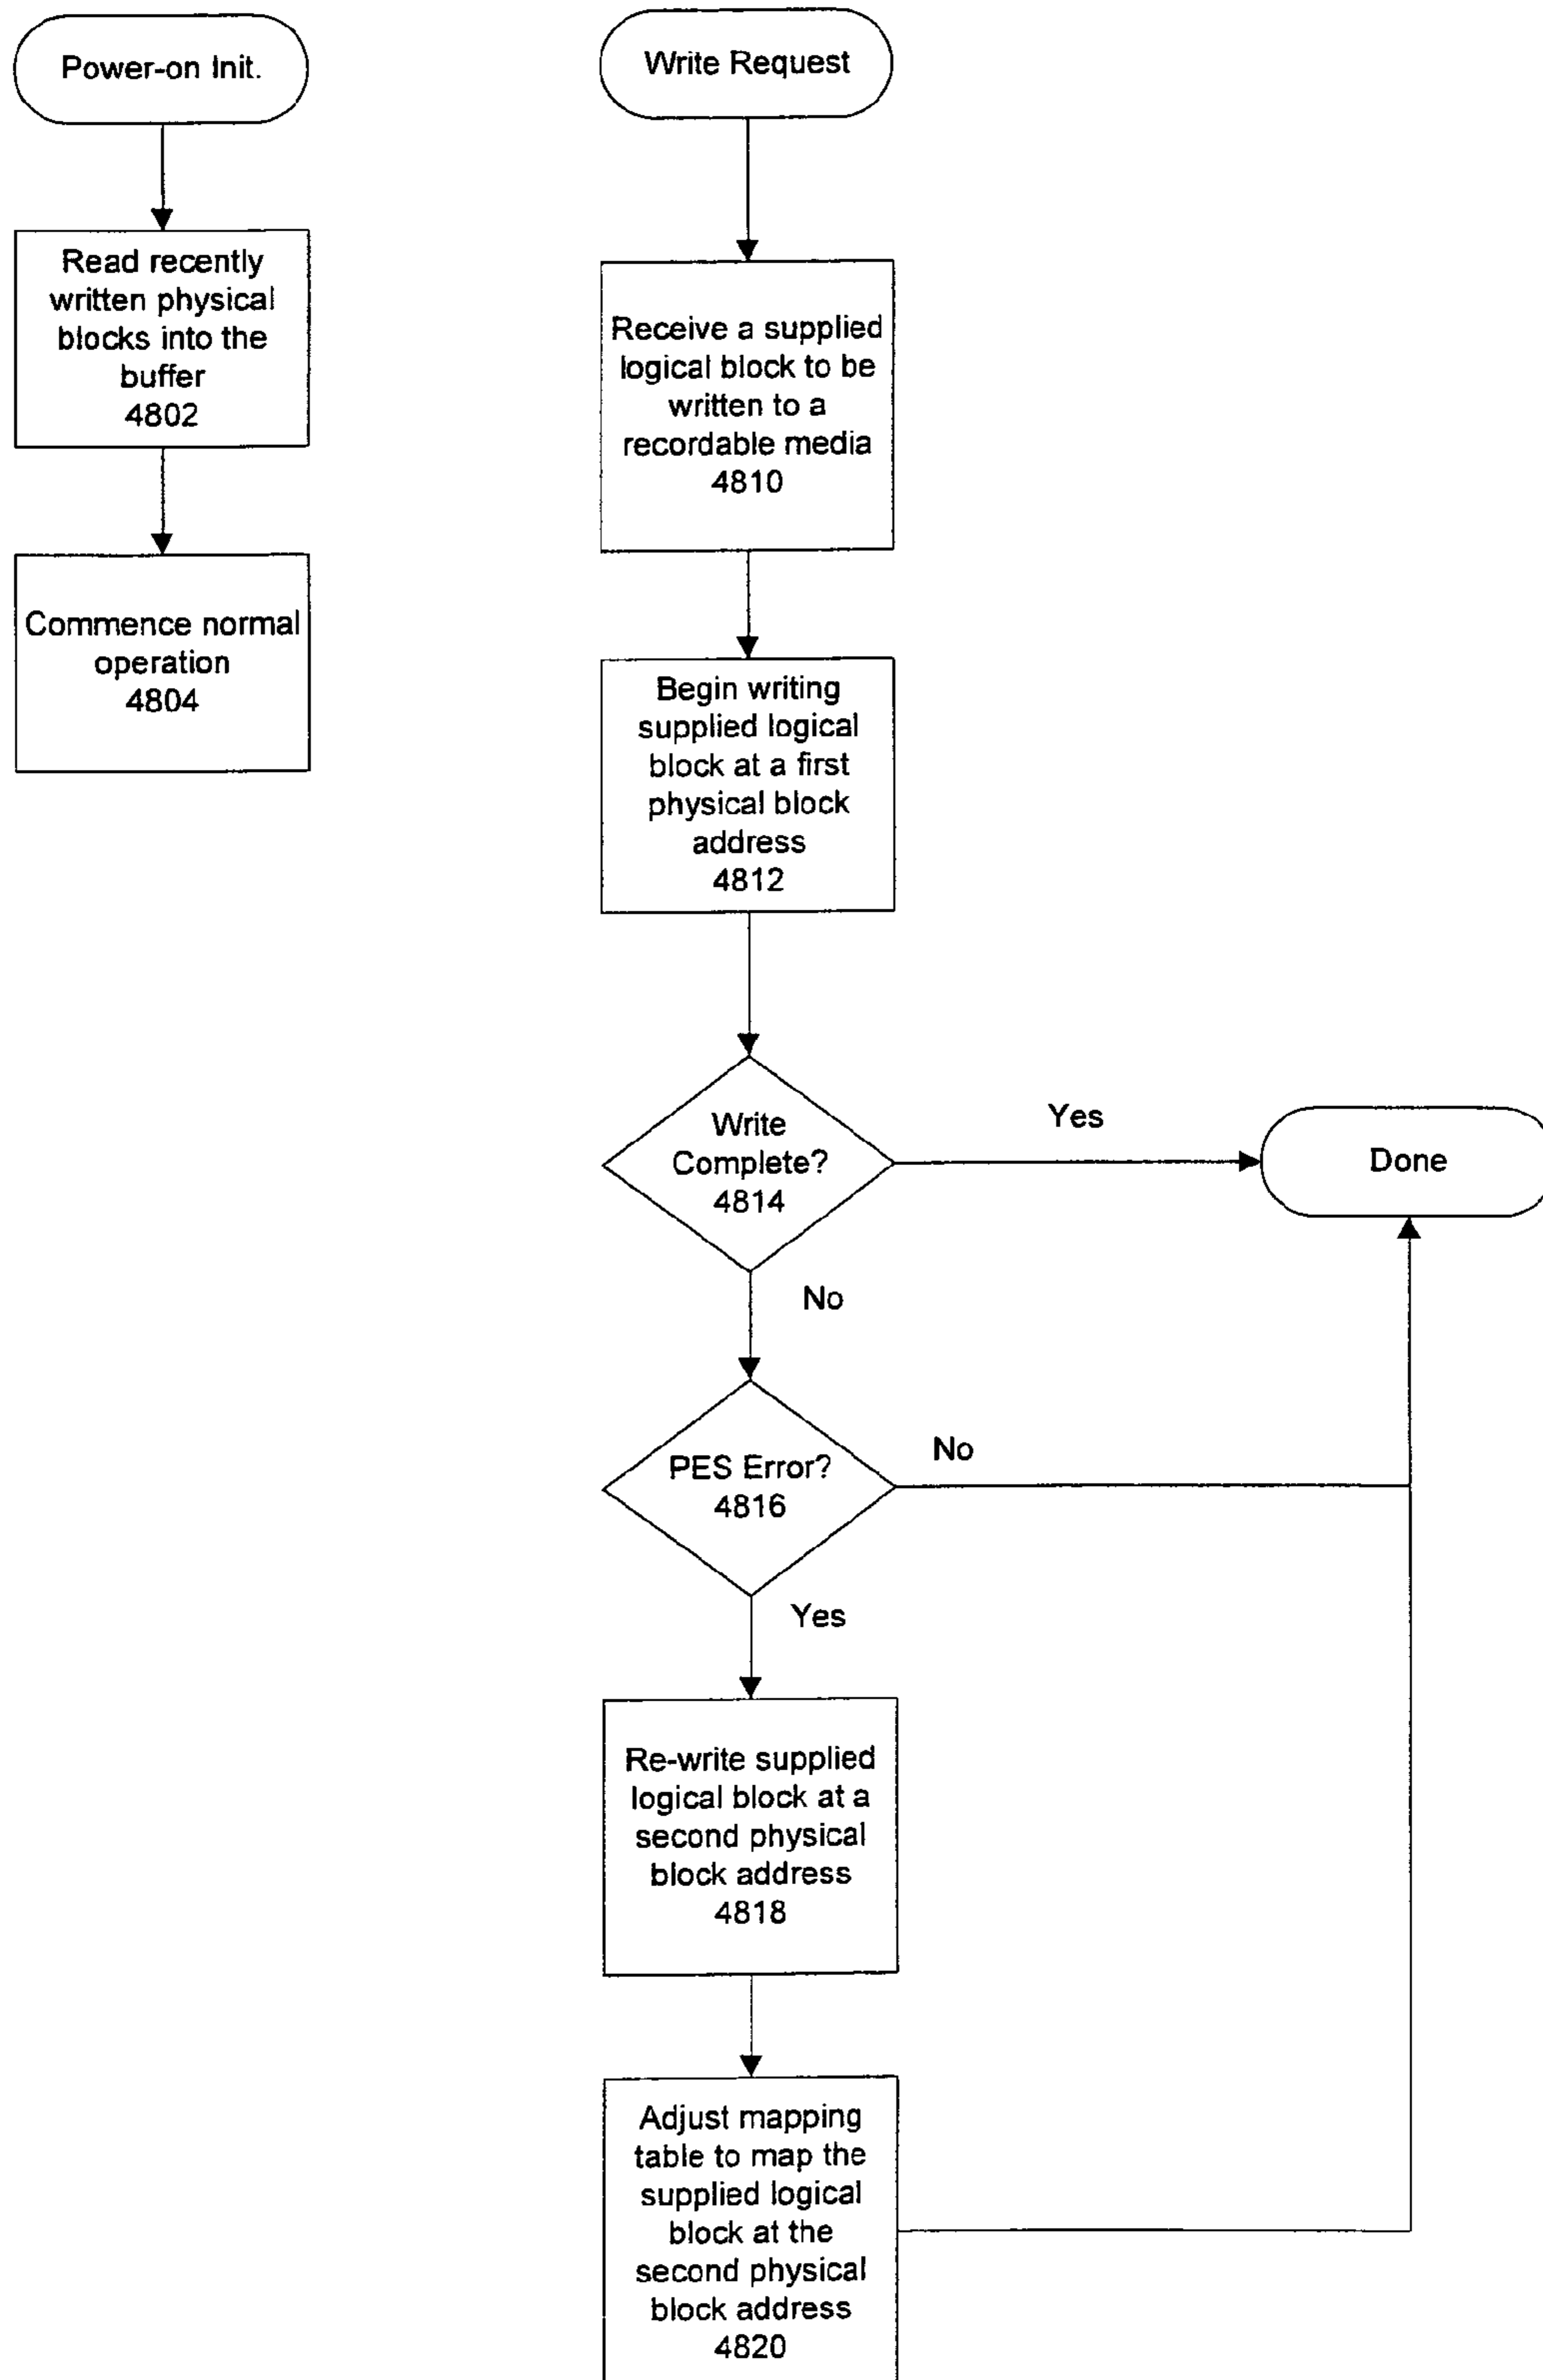 Power-on Init.
Read recently
written physical
blocks into the
buffer
4802
Commence normal
operation
4804
Write Request
Receive a supplied
logical block to be
written to a
recordable media
4810
Begin writing
supplied logical
block at a first
physical block
address
4812
Write
Complete?
4814
Yes
Done
No
PES Error?
4816
No
Yes
Re-write supplied
logical block at a
second physical
block address
4818
Adjust mapping
table to map the
supplied logical
block at the
second physical
block address
4820